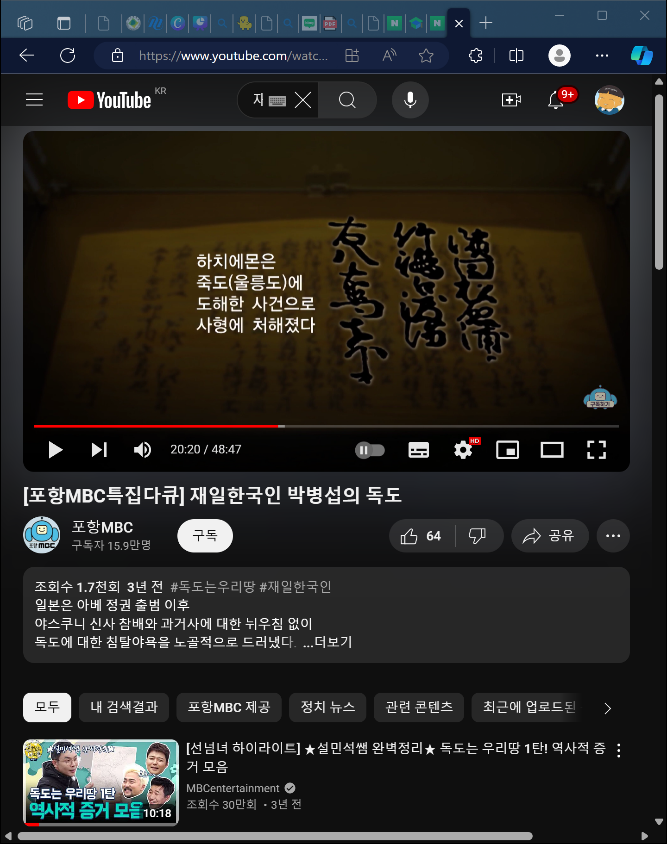 https://www.youtube.com/watc...
YouTube KR
지
9+
하치에몬은
죽도(울릉도)에
도해한 사건으로
사형에 처해졌다
구독하기
HD
20:20 / 48:47
[포항MBC특집다큐] 재일한국인 박병섭의 독도
포항MBC
포항MBC
구독자 15.9만명
구독
64
공유
조회수 1.7천회 3년 전 #독도는우리땅 #재일한국인
일본은 아베 정권 출범 이후
야스쿠니 신사 참배와 과거사에 대한 뉘우침 없이
독도에 대한 침탈야욕을 노골적으로 드러냈다. ...더보기
모두
내 검색결과
포항MBC 제공
정치 뉴스
관련 콘텐츠
최근에 업로드된
독도는 우리땅 1탄
역사적 증거 모음
10:18
[선넘녀 하이라이트] ★설민석쌤 완벽정리★ 독도는 우리땅 1탄! 역사적 증
거 모음
MBCentertainment
조회수 30만회 • 3년 전